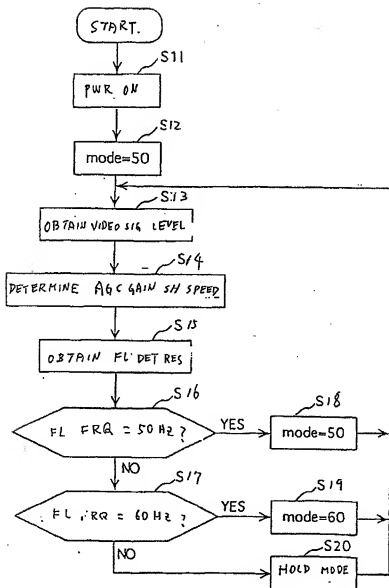 START.
S11
PWR ON
S12
mode=50
S13
OBTAIN VIDEO SIG LEVEL
S14
DETERMINE AGC GAIN SH SPEED
S15
OBTAIN FL DET RES
S16
FL FRQ = 50 Hz ?
YES
S18
mode=50
NO
S17
FL FRQ = 60 Hz ?
YES
S19
mode=60
NO
S20
HOLD MODE